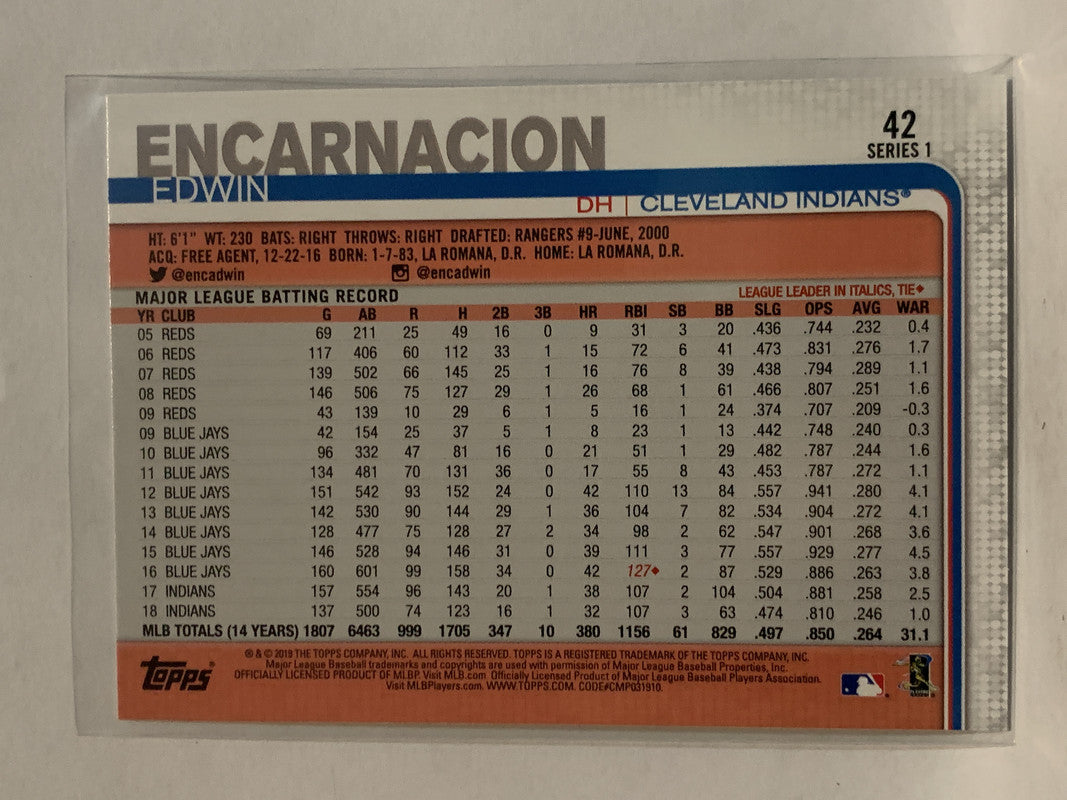 ENCARNACION
EDWIN
42
SERIES 1
DH | CLEVELAND INDIANS®
HT: 6'1" WT: 230 BATS: RIGHT THROWS: RIGHT DRAFTED: RANGERS #9-JUNE, 2000
ACQ: FREE AGENT, 12-22-16 BORN: 1-7-83, LA ROMANA, D.R. HOME: LA ROMANA, D.R.
@encadwin @encadwin
MAJOR LEAGUE BATTING RECORD LEAGUE LEADER IN ITALICS, TIE♦
YR CLUB G AB R H 2B 3B HR RBI SB BB SLG OPS AVG WAR
05 REDS 69 211 25 49 16 0 9 31 3 20 .436 .744 .232 0.4
06 REDS 117 406 60 112 33 1 15 72 6 41 .473 .831 .276 1.7
07 REDS 139 502 66 145 25 1 16 76 8 39 .438 .794 .289 1.1
08 REDS 146 506 75 127 29 1 26 68 1 61 .466 .807 .251 1.6
09 REDS 43 139 10 29 6 1 5 16 1 24 .374 .707 .209 -0.3
09 BLUE JAYS 42 154 25 37 5 1 8 23 1 13 .442 .748 .240 0.3
10 BLUE JAYS 96 332 47 81 16 0 21 51 1 29 .482 .787 .244 1.6
11 BLUE JAYS 134 481 70 131 36 0 17 55 8 43 .453 .787 .272 1.1
12 BLUE JAYS 151 542 93 152 24 0 42 110 13 84 .557 .941 .280 4.1
13 BLUE JAYS 142 530 90 144 29 1 36 104 7 82 .534 .904 .272 4.1
14 BLUE JAYS 128 477 75 128 27 2 34 98 2 62 .547 .901 .268 3.6
15 BLUE JAYS 146 528 94 146 31 0 39 111 3 77 .557 .929 .277 4.5
16 BLUE JAYS 160 601 99 158 34 0 42 127♦ 2 87 .529 .886 .263 3.8
17 INDIANS 157 554 96 143 20 1 38 107 2 104 .504 .881 .258 2.5
18 INDIANS 137 500 74 123 16 1 32 107 3 63 .474 .810 .246 1.0
MLB TOTALS (14 YEARS) 1807 6463 999 1705 347 10 380 1156 61 829 .497 .850 .264 31.1
® & © 2019 THE TOPPS COMPANY, INC. ALL RIGHTS RESERVED. TOPPS IS A REGISTERED TRADEMARK OF THE TOPPS COMPANY, INC.
Major League Baseball trademarks and copyrights are used with permission of Major League Baseball Properties, Inc.
OFFICIALLY LICENSED PRODUCT OF MLBP. Visit MLB.com Officially Licensed Product of Major League Baseball Players Association.
Visit MLBPlayers.com. WWW.TOPPS.COM. CODE#CMP031910.
Topps®